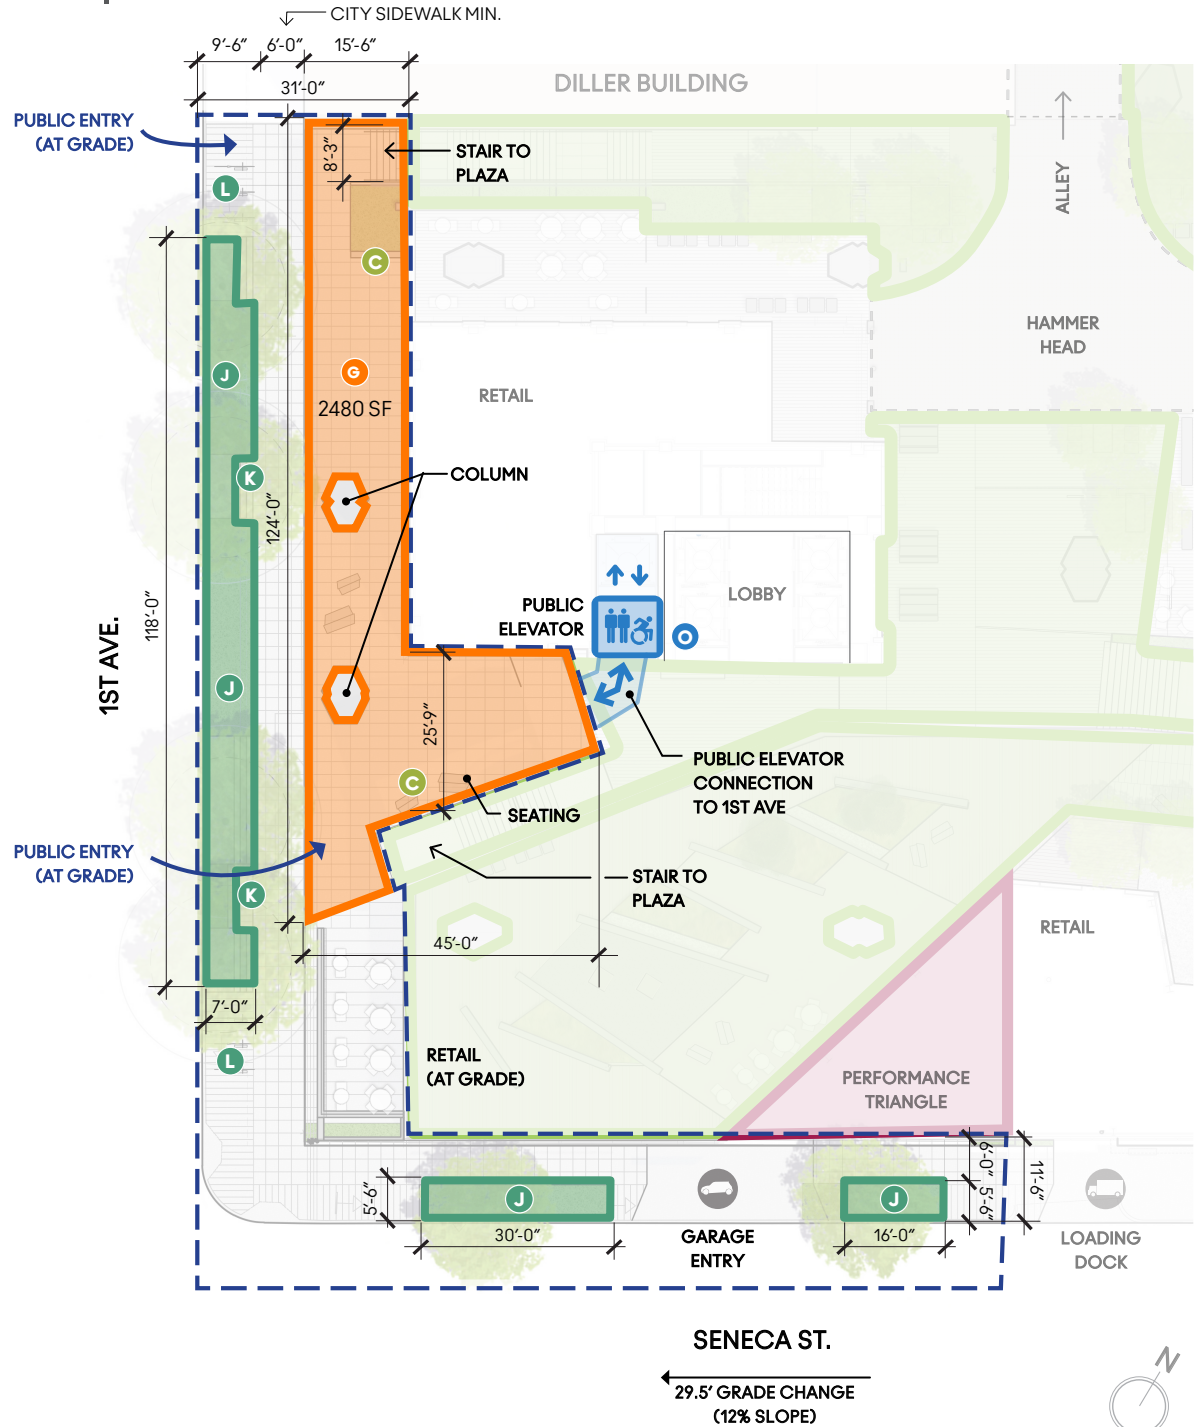 CITY SIDEWALK MIN.
9'-6"
6'-0"
15'-6"
31'-0"
DILLER BUILDING
PUBLIC ENTRY
(AT GRADE)
8'-3"
STAIR TO
PLAZA
ALLEY
L
C
HAMMER
HEAD
J
G
2480 SF
RETAIL
K
COLUMN
124'-0"
118'-0"
1ST AVE.
PUBLIC
ELEVATOR
LOBBY
O
J
25'-9"
PUBLIC ELEVATOR
CONNECTION
TO 1ST AVE
C
SEATING
PUBLIC ENTRY
(AT GRADE)
K
STAIR TO
PLAZA
RETAIL
45'-0"
7'-0"
L
RETAIL
(AT GRADE)
PERFORMANCE
TRIANGLE
6'-0"
5'-6"
11'-6"
5'-6"
J
J
30'-0"
GARAGE
ENTRY
16'-0"
LOADING
DOCK
SENECA ST.
29.5' GRADE CHANGE
(12% SLOPE)
N